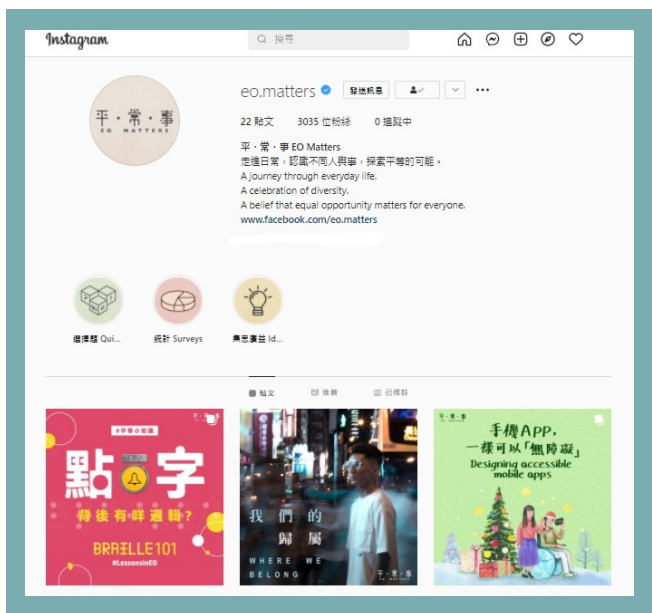 Instagram
搜尋
平・常・事
EO MATTERS
eo.matters
發送訊息
22 貼文 3035 位粉絲 0 追蹤中
平・常・事 EO Matters
走進日常，認識不同人與事，探索平等的可能。
A journey through everyday life.
A celebration of diversity.
A belief that equal opportunity matters for everyone.
www.facebook.com/eo.matters
選擇題 Qui...
統計 Surveys
集思廣益 Id...
貼文
推薦
已標註
#平等小知識
平・常・事
點字
背後有咩邏輯?
BRAILLE101
#LessonsinEO
我們的
歸屬
WHERE WE
BELONG
平・常・事
EO MATTERS
平・常・事
手機APP,
一樣可以「無障礙」
Designing accessible
mobile apps